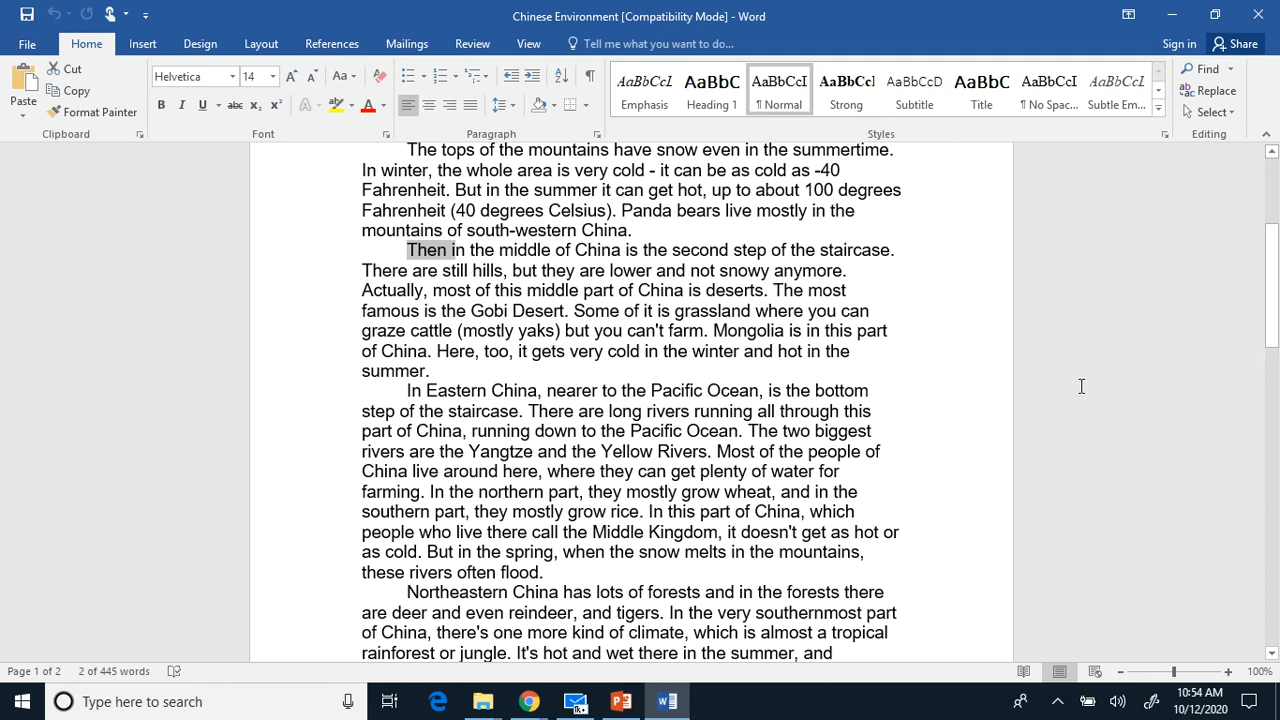 Chinese Environment [Compatibility Mode] - Word
File Home Insert Design Layout References Mailings Review View Tell me what you want to do... Sign in Share
Paste
Cut
Copy
Format Painter
Clipboard
Helvetica 14 Aa
B I U abc x₂ x² A A
Font
Paragraph
AaBbCcI AaBbC AaBbCcI AaBbCcI AaBbCcD AaBbC AaBbCcI AaBbCcI
Emphasis Heading 1 ¶ Normal Strong Subtitle Title ¶ No Spac... Subtle Em...
Styles
Find
Replace
Select
Editing
The tops of the mountains have snow even in the summertime.
In winter, the whole area is very cold - it can be as cold as -40
Fahrenheit. But in the summer it can get hot, up to about 100 degrees
Fahrenheit (40 degrees Celsius). Panda bears live mostly in the
mountains of south-western China.
Then in the middle of China is the second step of the staircase.
There are still hills, but they are lower and not snowy anymore.
Actually, most of this middle part of China is deserts. The most
famous is the Gobi Desert. Some of it is grassland where you can
graze cattle (mostly yaks) but you can't farm. Mongolia is in this part
of China. Here, too, it gets very cold in the winter and hot in the
summer.
In Eastern China, nearer to the Pacific Ocean, is the bottom
step of the staircase. There are long rivers running all through this
part of China, running down to the Pacific Ocean. The two biggest
rivers are the Yangtze and the Yellow Rivers. Most of the people of
China live around here, where they can get plenty of water for
farming. In the northern part, they mostly grow wheat, and in the
southern part, they mostly grow rice. In this part of China, which
people who live there call the Middle Kingdom, it doesn't get as hot or
as cold. But in the spring, when the snow melts in the mountains,
these rivers often flood.
Northeastern China has lots of forests and in the forests there
are deer and even reindeer, and tigers. In the very southernmost part
of China, there's one more kind of climate, which is almost a tropical
rainforest or jungle. It's hot and wet there in the summer, and
Page 1 of 2 2 of 445 words 100%
Type here to search
10:54 AM
10/12/2020